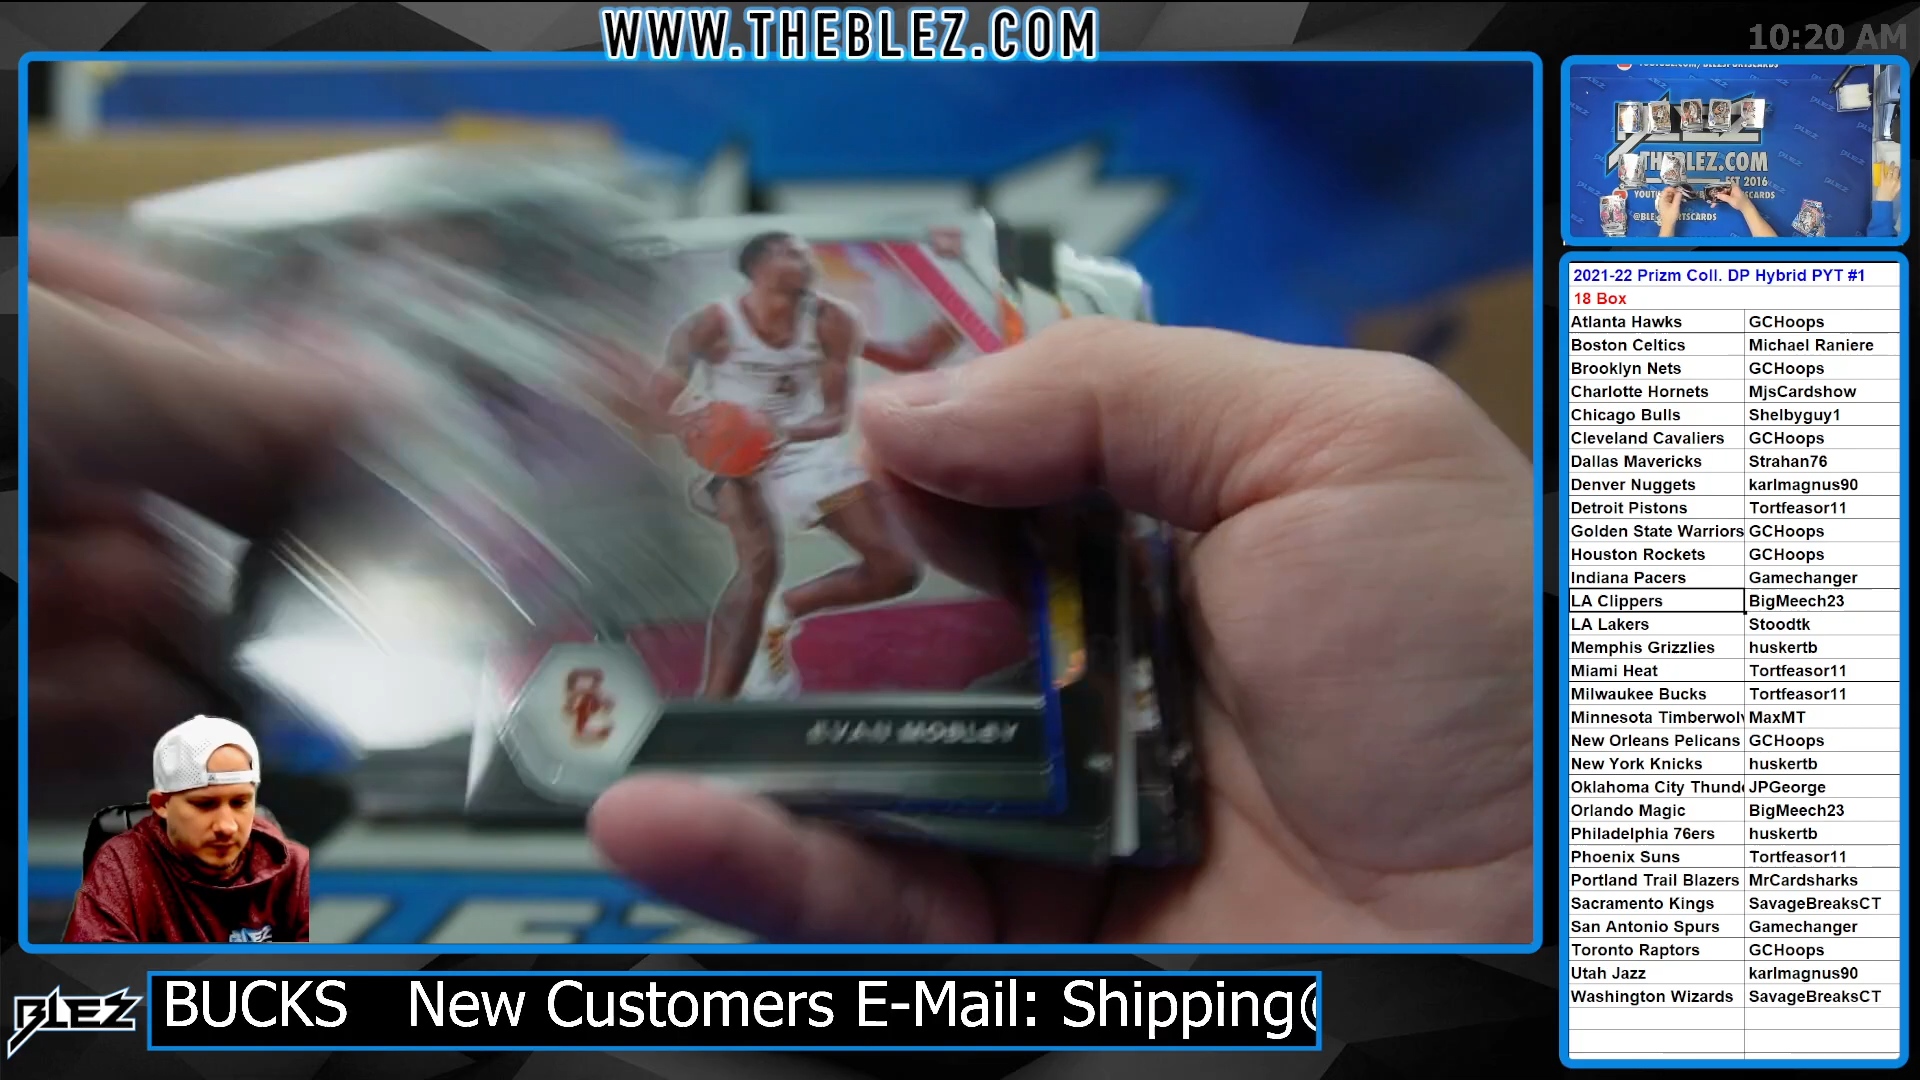 WWW.THEBLEZ.COM
10:20 AM
THEBLEZ.COM
EST 2016
2021-22 Prizm Coll. DP Hybrid PYT #1
18 Box
Atlanta Hawks GCHoops
Boston Celtics Michael Raniere
Brooklyn Nets GCHoops
Charlotte Hornets MjsCardshow
Chicago Bulls Shelbyguy1
Cleveland Cavaliers GCHoops
Dallas Mavericks Strahan76
Denver Nuggets karlmagnus90
Detroit Pistons Tortfeasor11
Golden State Warriors GCHoops
Houston Rockets GCHoops
Indiana Pacers Gamechanger
LA Clippers BigMeech23
LA Lakers Stoodtk
Memphis Grizzlies huskertb
Miami Heat Tortfeasor11
Milwaukee Bucks Tortfeasor11
Minnesota Timberwolv MaxMT
New Orleans Pelicans GCHoops
New York Knicks huskertb
Oklahoma City Thunde JPGeorge
Orlando Magic BigMeech23
Philadelphia 76ers huskertb
Phoenix Suns Tortfeasor11
Portland Trail Blazers MrCardsharks
Sacramento Kings SavageBreaksCT
San Antonio Spurs Gamechanger
Toronto Raptors GCHoops
Utah Jazz karlmagnus90
Washington Wizards SavageBreaksCT
SC
EVAN MOBLEY
BLEZ
BLEZ
BUCKS New Customers E-Mail: Shipping@